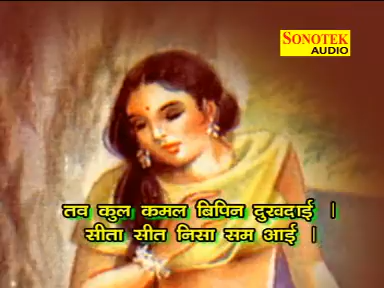 SONOTEK
AUDIO
तव कुल कमल बिपिन दुखदाई ।
सीता सीत निसा सम आई ।